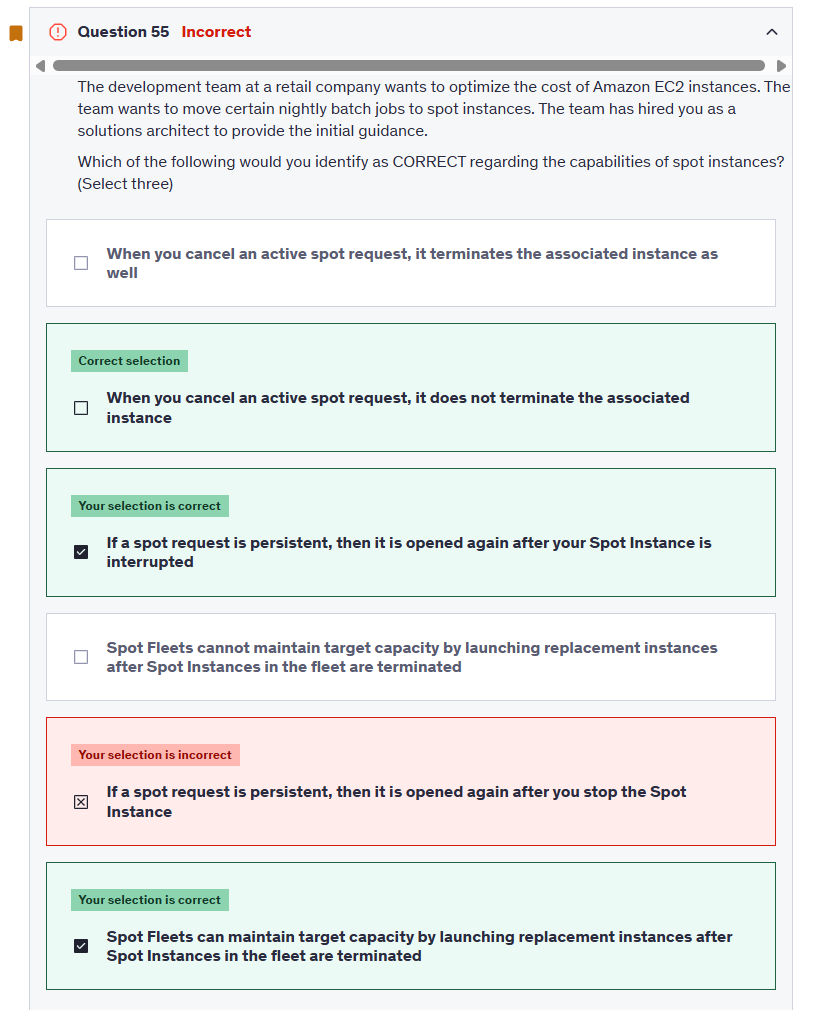 Question 55 Incorrect
The development team at a retail company wants to optimize the cost of Amazon EC2 instances. The
team wants to move certain nightly batch jobs to spot instances. The team has hired you as a
solutions architect to provide the initial guidance.
Which of the following would you identify as CORRECT regarding the capabilities of spot instances?
(Select three)
When you cancel an active spot request, it terminates the associated instance as
well
Correct selection
When you cancel an active spot request, it does not terminate the associated
instance
Your selection is correct
If a spot request is persistent, then it is opened again after your Spot Instance is
interrupted
Spot Fleets cannot maintain target capacity by launching replacement instances
after Spot Instances in the fleet are terminated
Your selection is incorrect
If a spot request is persistent, then it is opened again after you stop the Spot
Instance
Your selection is correct
Spot Fleets can maintain target capacity by launching replacement instances after
Spot Instances in the fleet are terminated